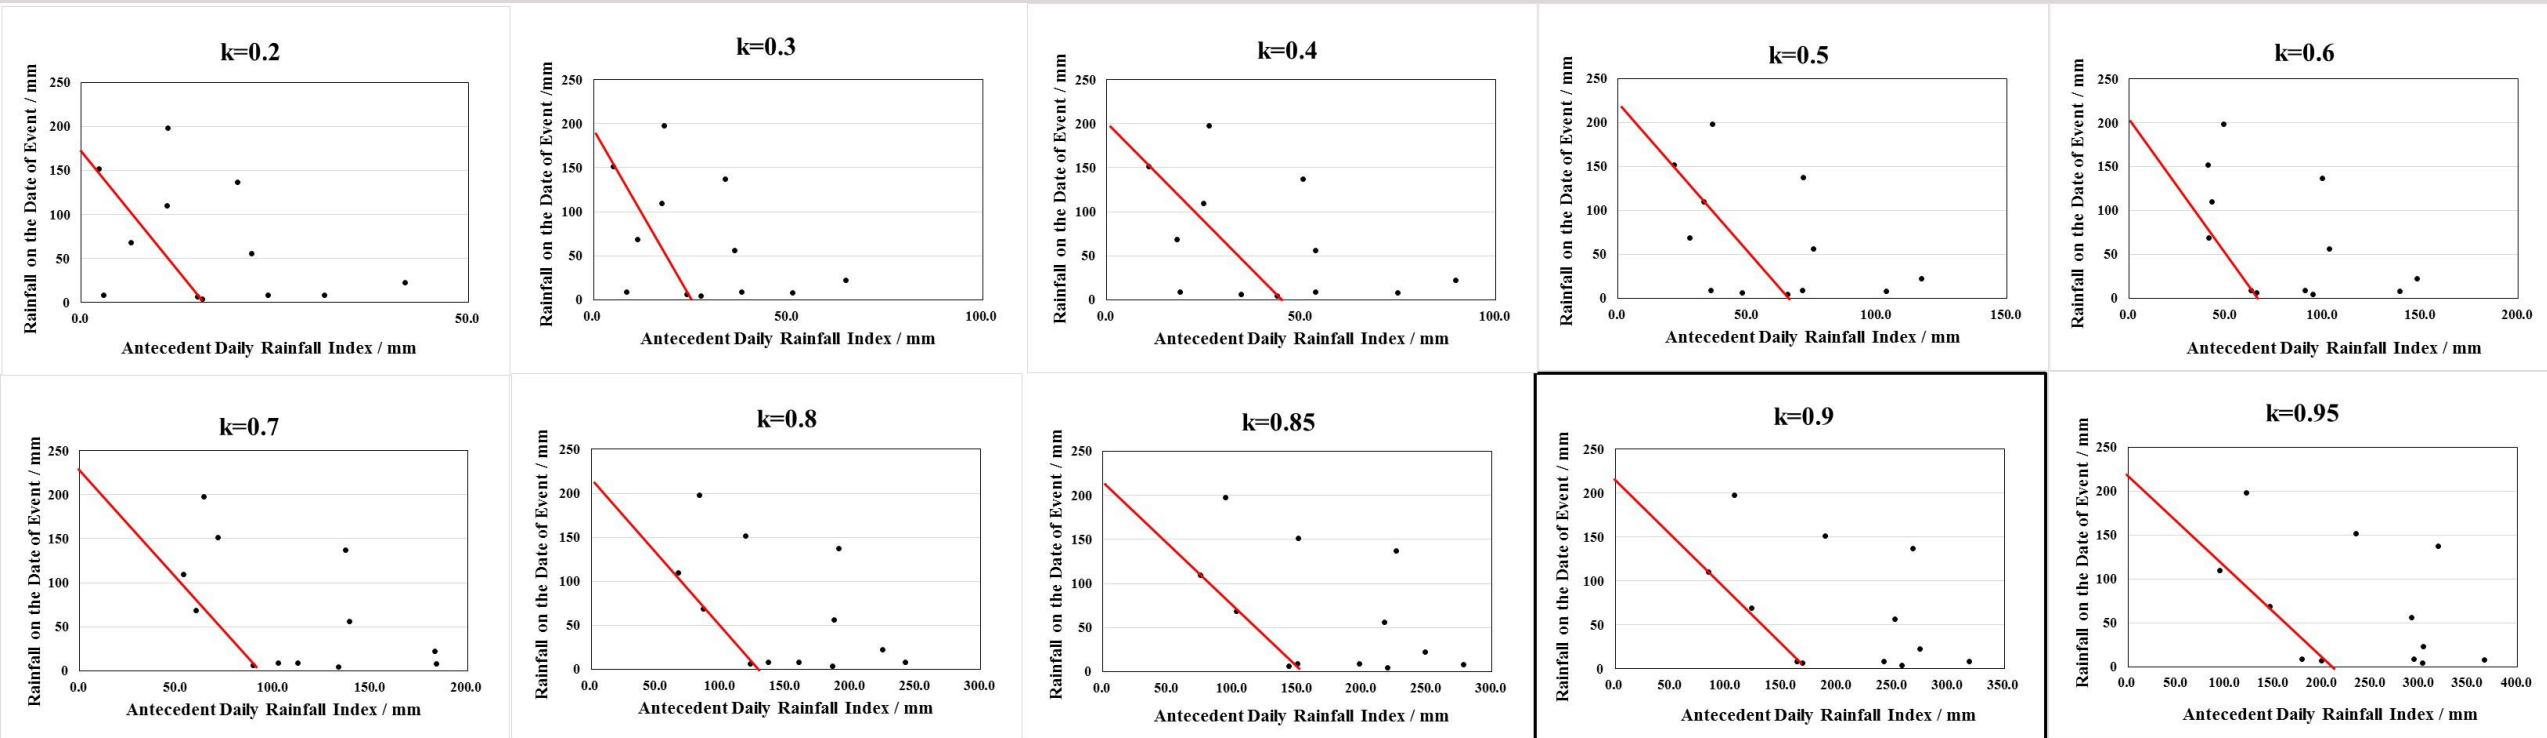 k=0.2
Rainfall on the Date of Event / mm
250
200
150
100
50
0
0.0 50.0
Antecedent Daily Rainfall Index / mm
k=0.3
Rainfall on the Date of Event /mm
250
200
150
100
50
0
0.0 50.0 100.0
Antecedent Daily Rainfall Index / mm
k=0.4
Rainfall on the Date of Event / mm
250
200
150
100
50
0
0.0 50.0 100.0
Antecedent Daily Rainfall Index / mm
k=0.5
Rainfall on the Date of Event / mm
250
200
150
100
50
0
0.0 50.0 100.0 150.0
Antecedent Daily Rainfall Index / mm
k=0.6
Rainfall on the Date of Event / mm
250
200
150
100
50
0
0.0 50.0 100.0 150.0 200.0
Antecedent Daily Rainfall Index / mm
k=0.7
Rainfall on the Date of Event / mm
250
200
150
100
50
0
0.0 50.0 100.0 150.0 200.0
Antecedent Daily Rainfall Index / mm
k=0.8
Rainfall on the Date of Event / mm
250
200
150
100
50
0
0.0 50.0 100.0 150.0 200.0 250.0 300.0
Antecedent Daily Rainfall Index / mm
k=0.85
Rainfall on the Date of Event / mm
250
200
150
100
50
0
0.0 50.0 100.0 150.0 200.0 250.0 300.0
Antecedent Daily Rainfall Index / mm
k=0.9
Rainfall on the Date of Event / mm
250
200
150
100
50
0
0.0 50.0 100.0 150.0 200.0 250.0 300.0 350.0
Antecedent Daily Rainfall Index / mm
k=0.95
Rainfall on the Date of Event / mm
250
200
150
100
50
0
0.0 50.0 100.0 150.0 200.0 250.0 300.0 350.0 400.0
Antecedent Daily Rainfall Index / mm